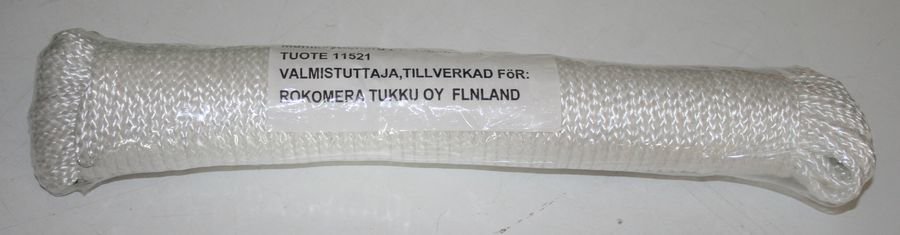 TUOTE 11521
VALMISTUTTAJA,TILLVERKAD FöR:
ROKOMERA TUKKU OY FLNLAND